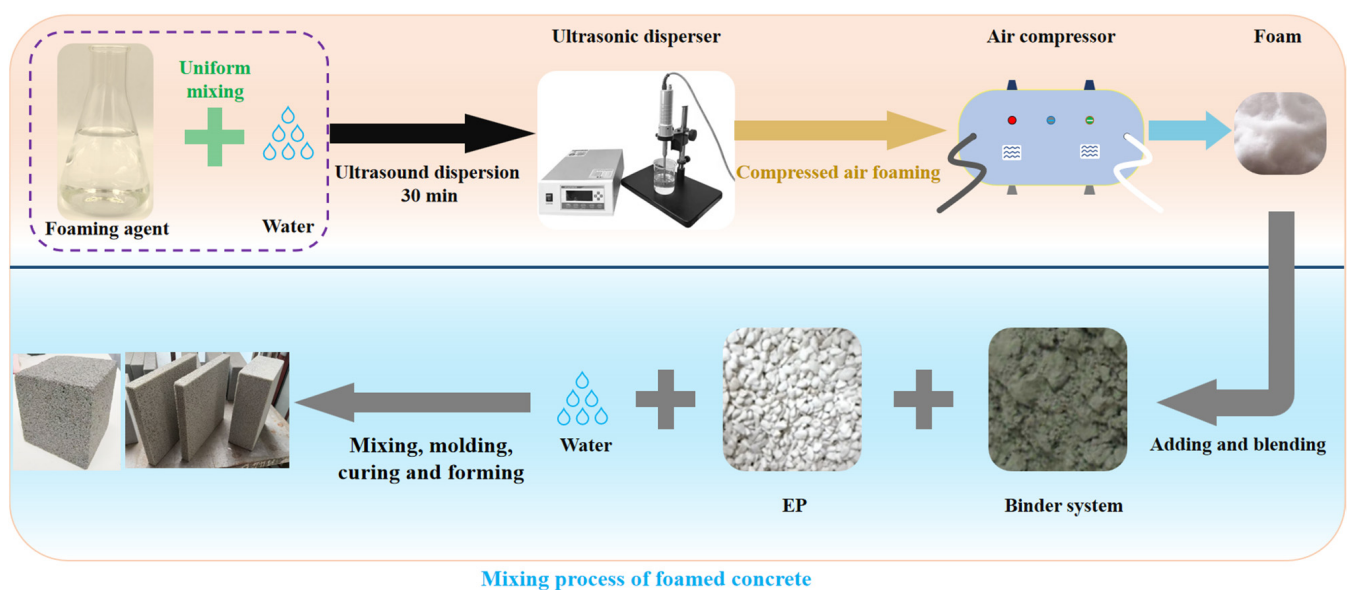 Ultrasonic disperser
Air compressor
Foam
Uniform
mixing
Foaming agent
Water
Ultrasound dispersion
30 min
Compressed air foaming
Adding and blending
Binder system
EP
Water
Mixing, molding,
curing and forming
Mixing process of foamed concrete